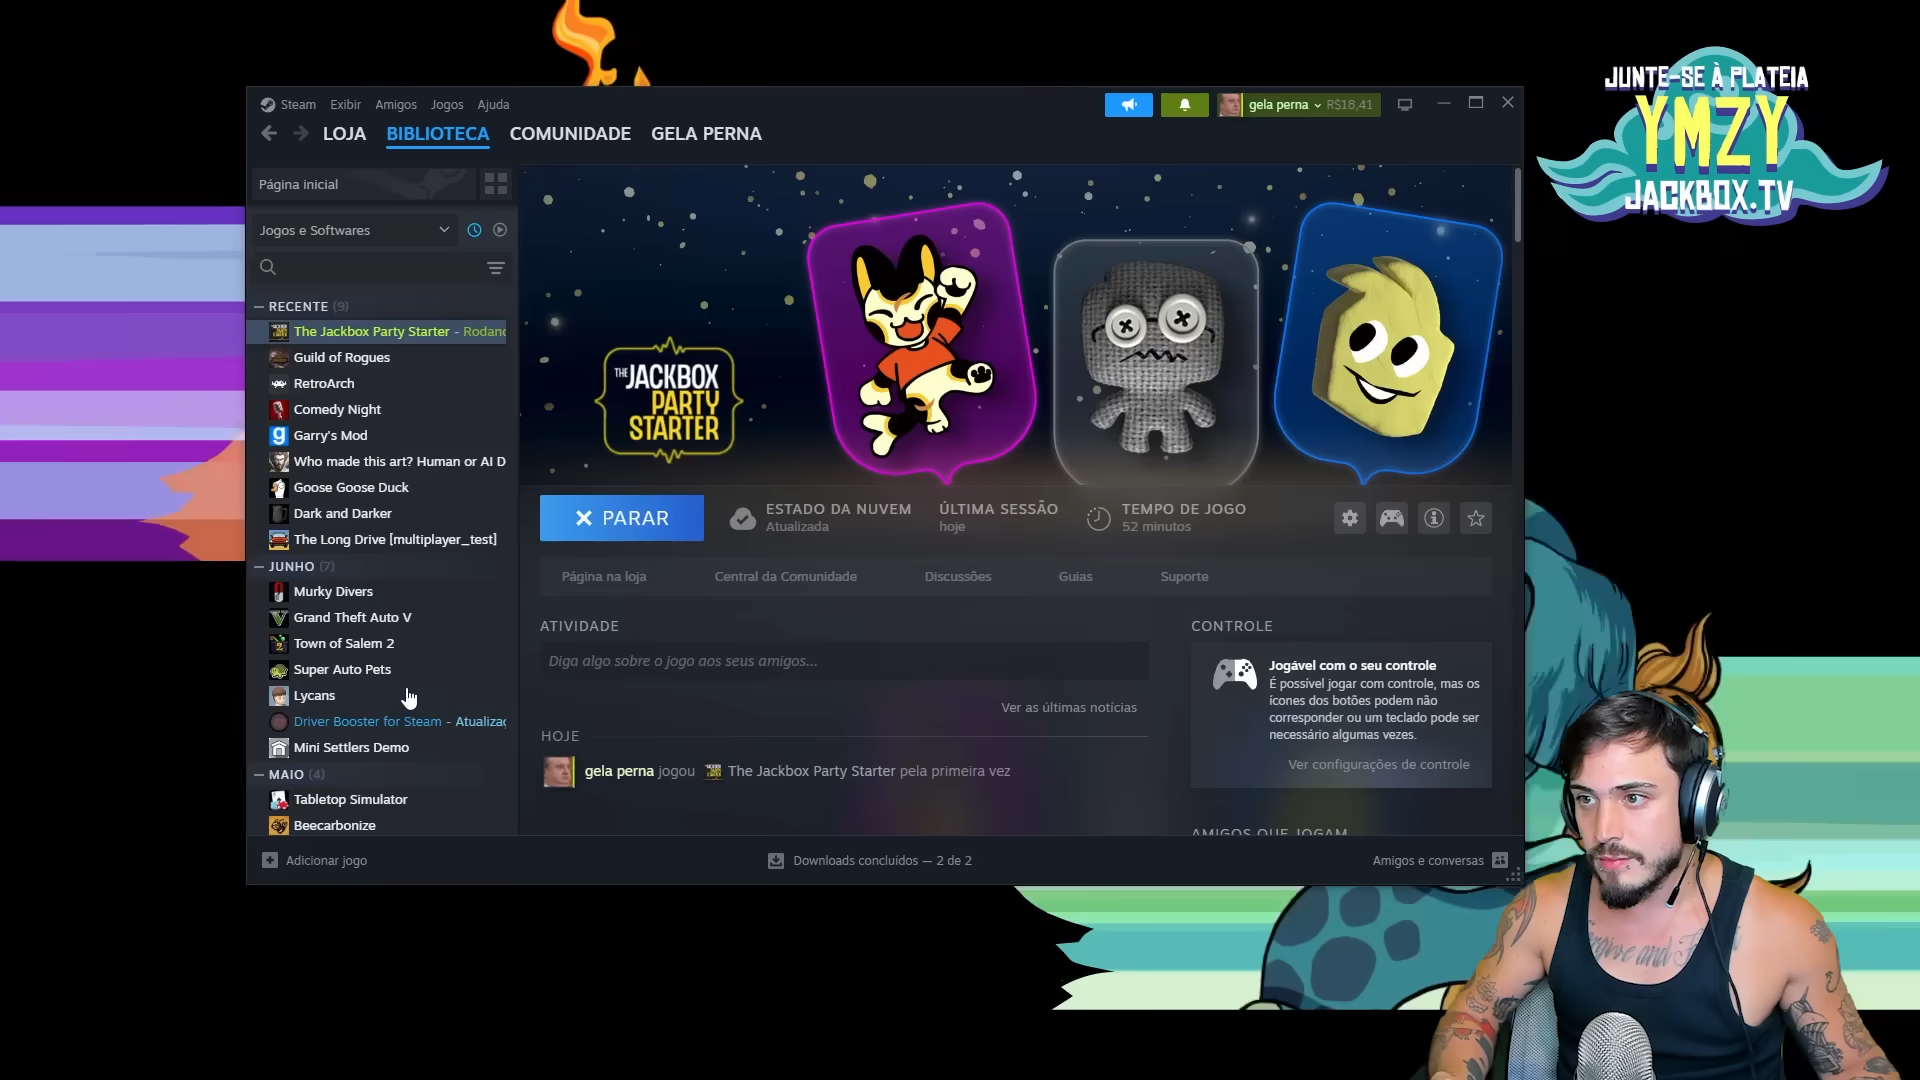 JUNTE-SE À PLATEIA
YMZY
JACKBOX.TV
Steam Exibir Amigos Jogos Ajuda
gela perna R$18,41
LOJA BIBLIOTECA COMUNIDADE GELA PERNA
Página inicial
Jogos e Softwares
— RECENTE (9)
The Jackbox Party Starter - Rodand
Guild of Rogues
RetroArch
Comedy Night
Garry's Mod
Who made this art? Human or AI D
Goose Goose Duck
Dark and Darker
The Long Drive [multiplayer_test]
— JUNHO (7)
Murky Divers
Grand Theft Auto V
Town of Salem 2
Super Auto Pets
Lycans
Driver Booster for Steam - Atualizaç
Mini Settlers Demo
— MAIO (4)
Tabletop Simulator
Beecarbonize
THE JACKBOX
PARTY
STARTER
PARAR
ESTADO DA NUVEM
Atualizada
ÚLTIMA SESSÃO
hoje
TEMPO DE JOGO
52 minutos
Página na loja Central da Comunidade Discussões Guias Suporte
ATIVIDADE
Diga algo sobre o jogo aos seus amigos...
Ver as últimas notícias
HOJE
gela perna jogou The Jackbox Party Starter pela primeira vez
CONTROLE
Jogável com o seu controle
É possível jogar com controle, mas os
ícones dos botões podem não
corresponder ou um teclado pode ser
necessário algumas vezes.
Ver configurações de controle
AMIGOS QUE JOGAM
Adicionar jogo
Downloads concluídos — 2 de 2
Amigos e conversas